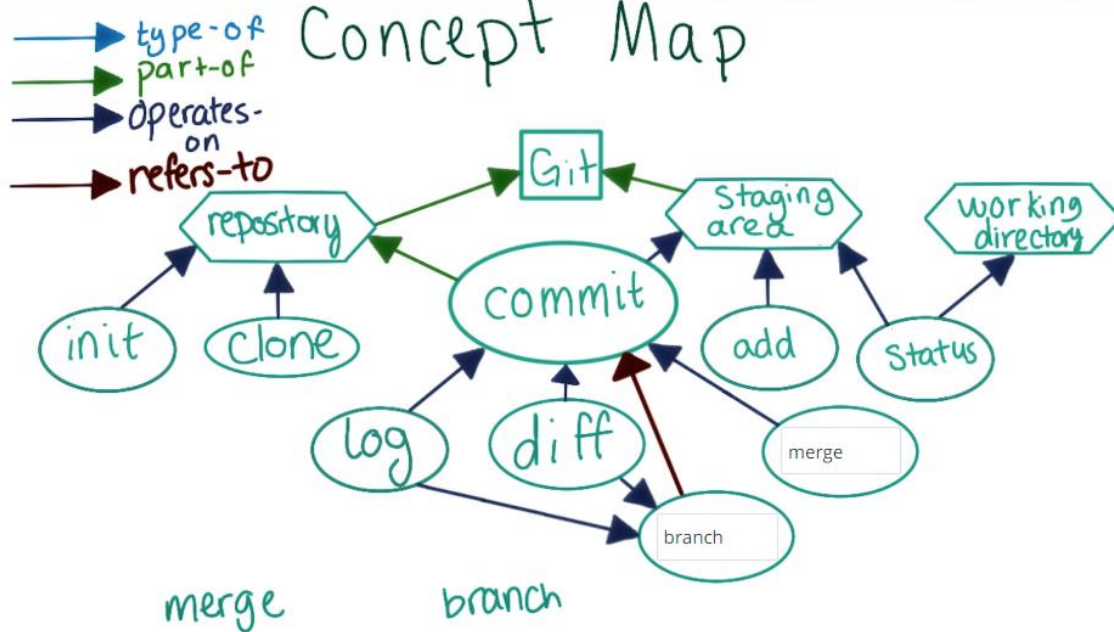 type-of
Concept Map
part-of
operates-
on
refers-to
Git
repository
Staging
area
working
directory
commit
init
clone
add
Status
log
diff
merge
branch
merge
branch